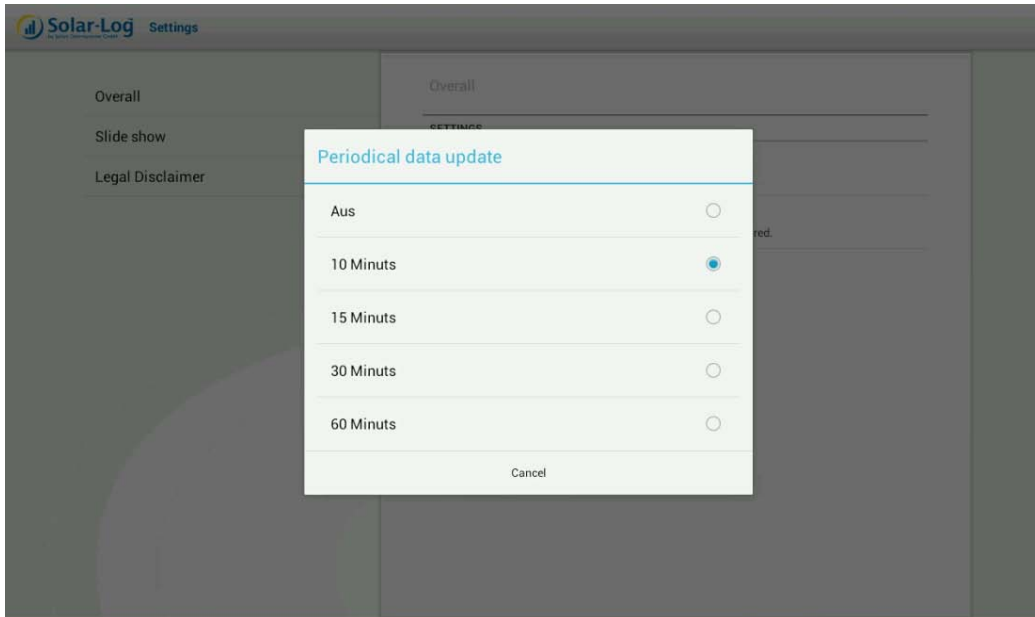 Solar-Log Settings
Overall
Slide show
Legal Disclaimer
Overall
SETTINGS
red.
Periodical data update
Aus
10 Minuts
15 Minuts
30 Minuts
60 Minuts
Cancel